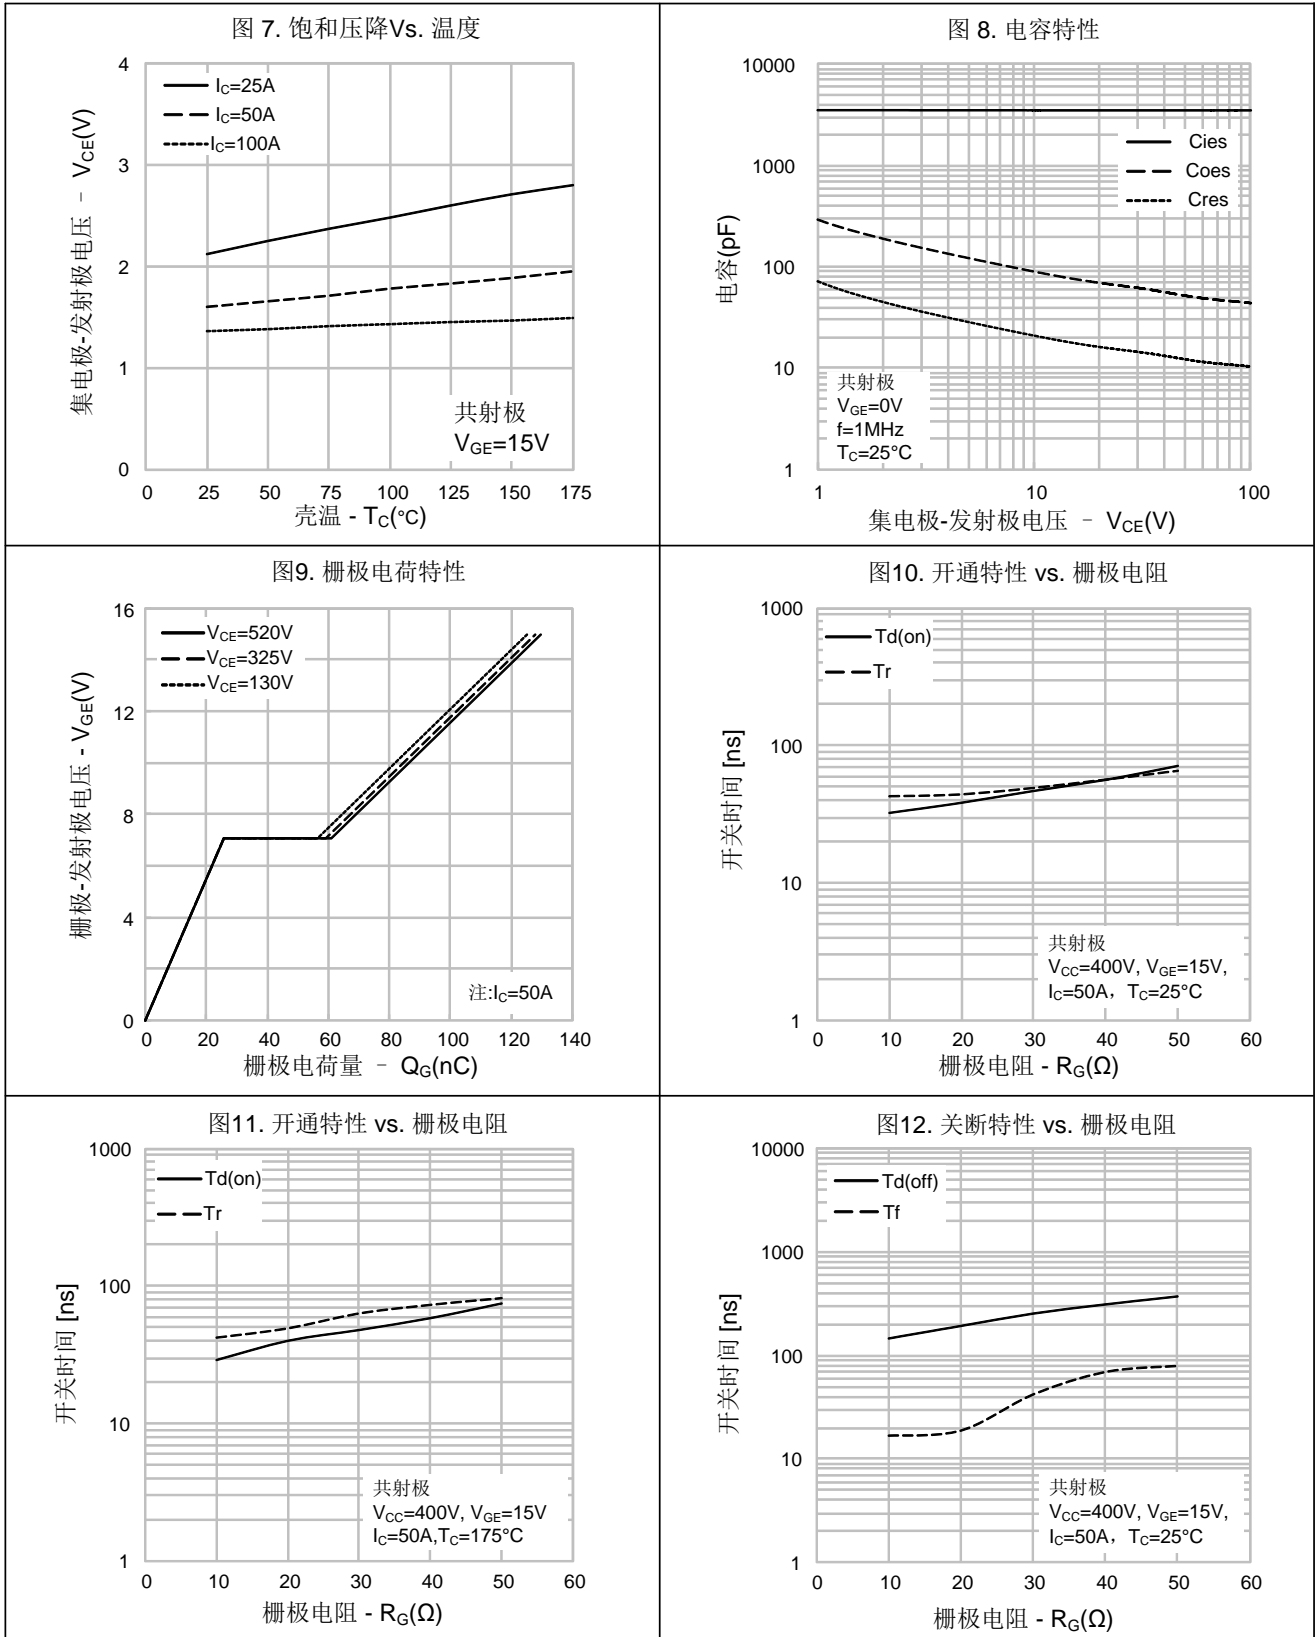 图 7. 饱和压降Vs. 温度
集电极-发射极电压 - VCE(V)
4
3
2
1
0
IC=25A
IC=50A
IC=100A
共射极
VGE=15V
0 25 50 75 100 125 150 175
壳温 - TC(°C)
图 8. 电容特性
电容(pF)
10000
1000
100
10
1
Cies
Coes
Cres
共射极
VGE=0V
f=1MHz
TC=25°C
1 10 100
集电极-发射极电压 - VCE(V)
图9. 栅极电荷特性
栅极-发射极电压 - VGE(V)
16
12
8
4
0
VCE=520V
VCE=325V
VCE=130V
注:IC=50A
0 20 40 60 80 100 120 140
栅极电荷量 - QG(nC)
图10. 开通特性 vs. 栅极电阻
开关时间 [ns]
1000
100
10
1
Td(on)
Tr
共射极
VCC=400V, VGE=15V,
IC=50A，TC=25°C
0 10 20 30 40 50 60
栅极电阻 - RG(Ω)
图11. 开通特性 vs. 栅极电阻
开关时间 [ns]
1000
100
10
1
Td(on)
Tr
共射极
VCC=400V, VGE=15V
IC=50A,TC=175°C
0 10 20 30 40 50 60
栅极电阻 - RG(Ω)
图12. 关断特性 vs. 栅极电阻
开关时间 [ns]
10000
1000
100
10
1
Td(off)
Tf
共射极
VCC=400V, VGE=15V,
IC=50A，TC=25°C
0 10 20 30 40 50 60
栅极电阻 - RG(Ω)